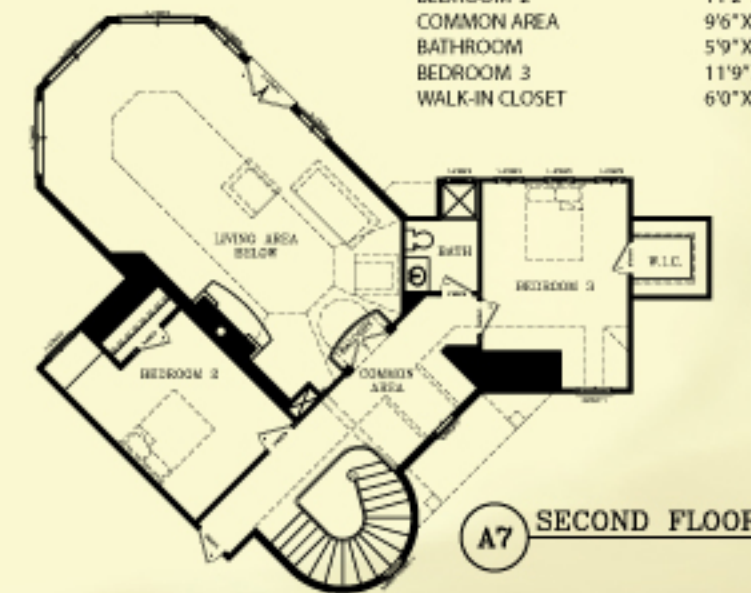 COMMON AREA 9'6"X
BATHROOM 5'9"X
BEDROOM 3 11'9"
WALK-IN CLOSET 6'0"X
LIVING AREA
BELOW
BATH
BEDROOM 3
W.I.C.
BEDROOM 2
BALCONY
COMMON
AREA
A7 SECOND FLOOR